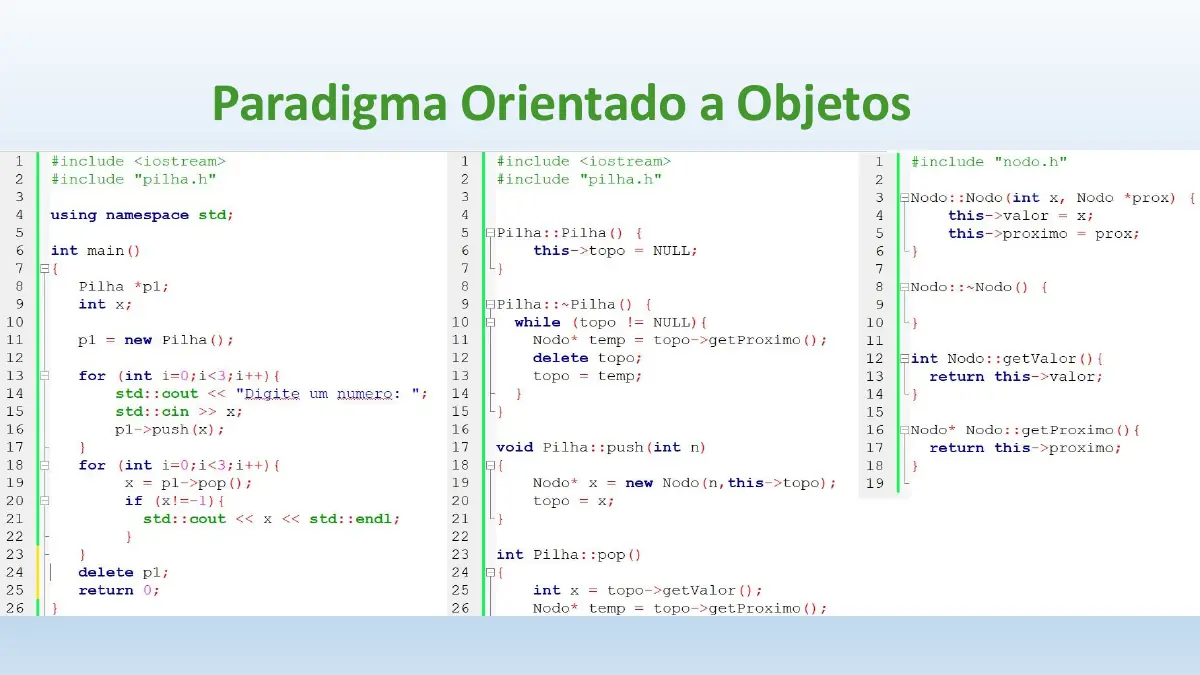 Paradigma Orientado a Objetos
1 #include <iostream>
2 #include "pilha.h"
3
4 using namespace std;
5
6 int main()
7 {
8 Pilha *p1;
9 int x;
10
11 p1 = new Pilha();
12
13 for (int i=0;i<3;i++){
14 std::cout << "Digite um numero: ";
15 std::cin >> x;
16 p1->push(x);
17 }
18 for (int i=0;i<3;i++){
19 x = p1->pop();
20 if (x!=-1){
21 std::cout << x << std::endl;
22 }
23 }
24 delete p1;
25 return 0;
26 }
1 #include <iostream>
2 #include "pilha.h"
3
4
5 Pilha::Pilha() {
6 this->topo = NULL;
7 }
8
9 Pilha::~Pilha() {
10 while (topo != NULL){
11 Nodo* temp = topo->getProximo();
12 delete topo;
13 topo = temp;
14 }
15 }
16
17 void Pilha::push(int n)
18 {
19 Nodo* x = new Nodo(n,this->topo);
20 topo = x;
21 }
22
23 int Pilha::pop()
24 {
25 int x = topo->getValor();
26 Nodo* temp = topo->getProximo();
1 #include "nodo.h"
2
3 Nodo::Nodo(int x, Nodo *prox) {
4 this->valor = x;
5 this->proximo = prox;
6 }
7
8 Nodo::~Nodo() {
9
10 }
11
12 int Nodo::getValor(){
13 return this->valor;
14 }
15
16 Nodo* Nodo::getProximo(){
17 return this->proximo;
18 }
19